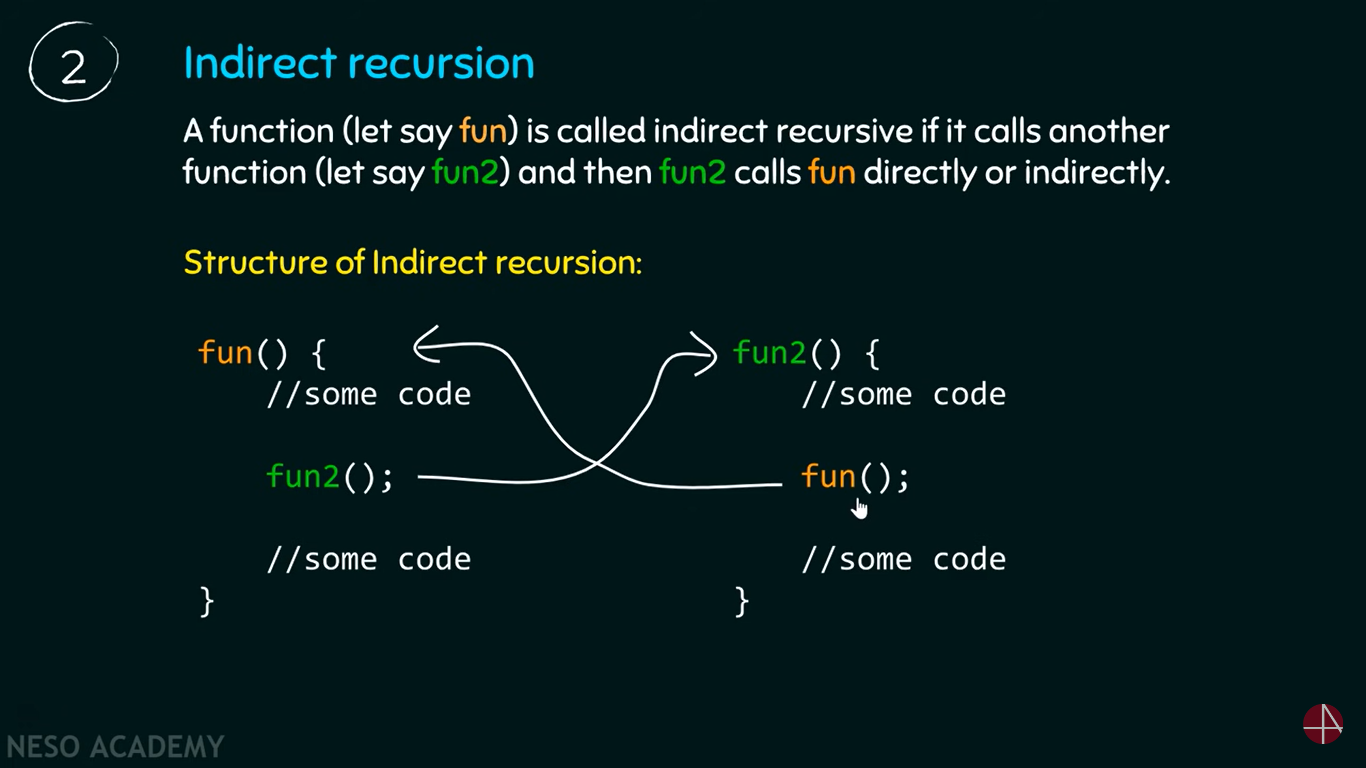 2
Indirect recursion
A function (let say fun) is called indirect recursive if it calls another
function (let say fun2) and then fun2 calls fun directly or indirectly.
Structure of Indirect recursion:
fun() {
//some code
fun2();
//some code
}
fun2() {
//some code
fun();
//some code
}
NESO ACADEMY